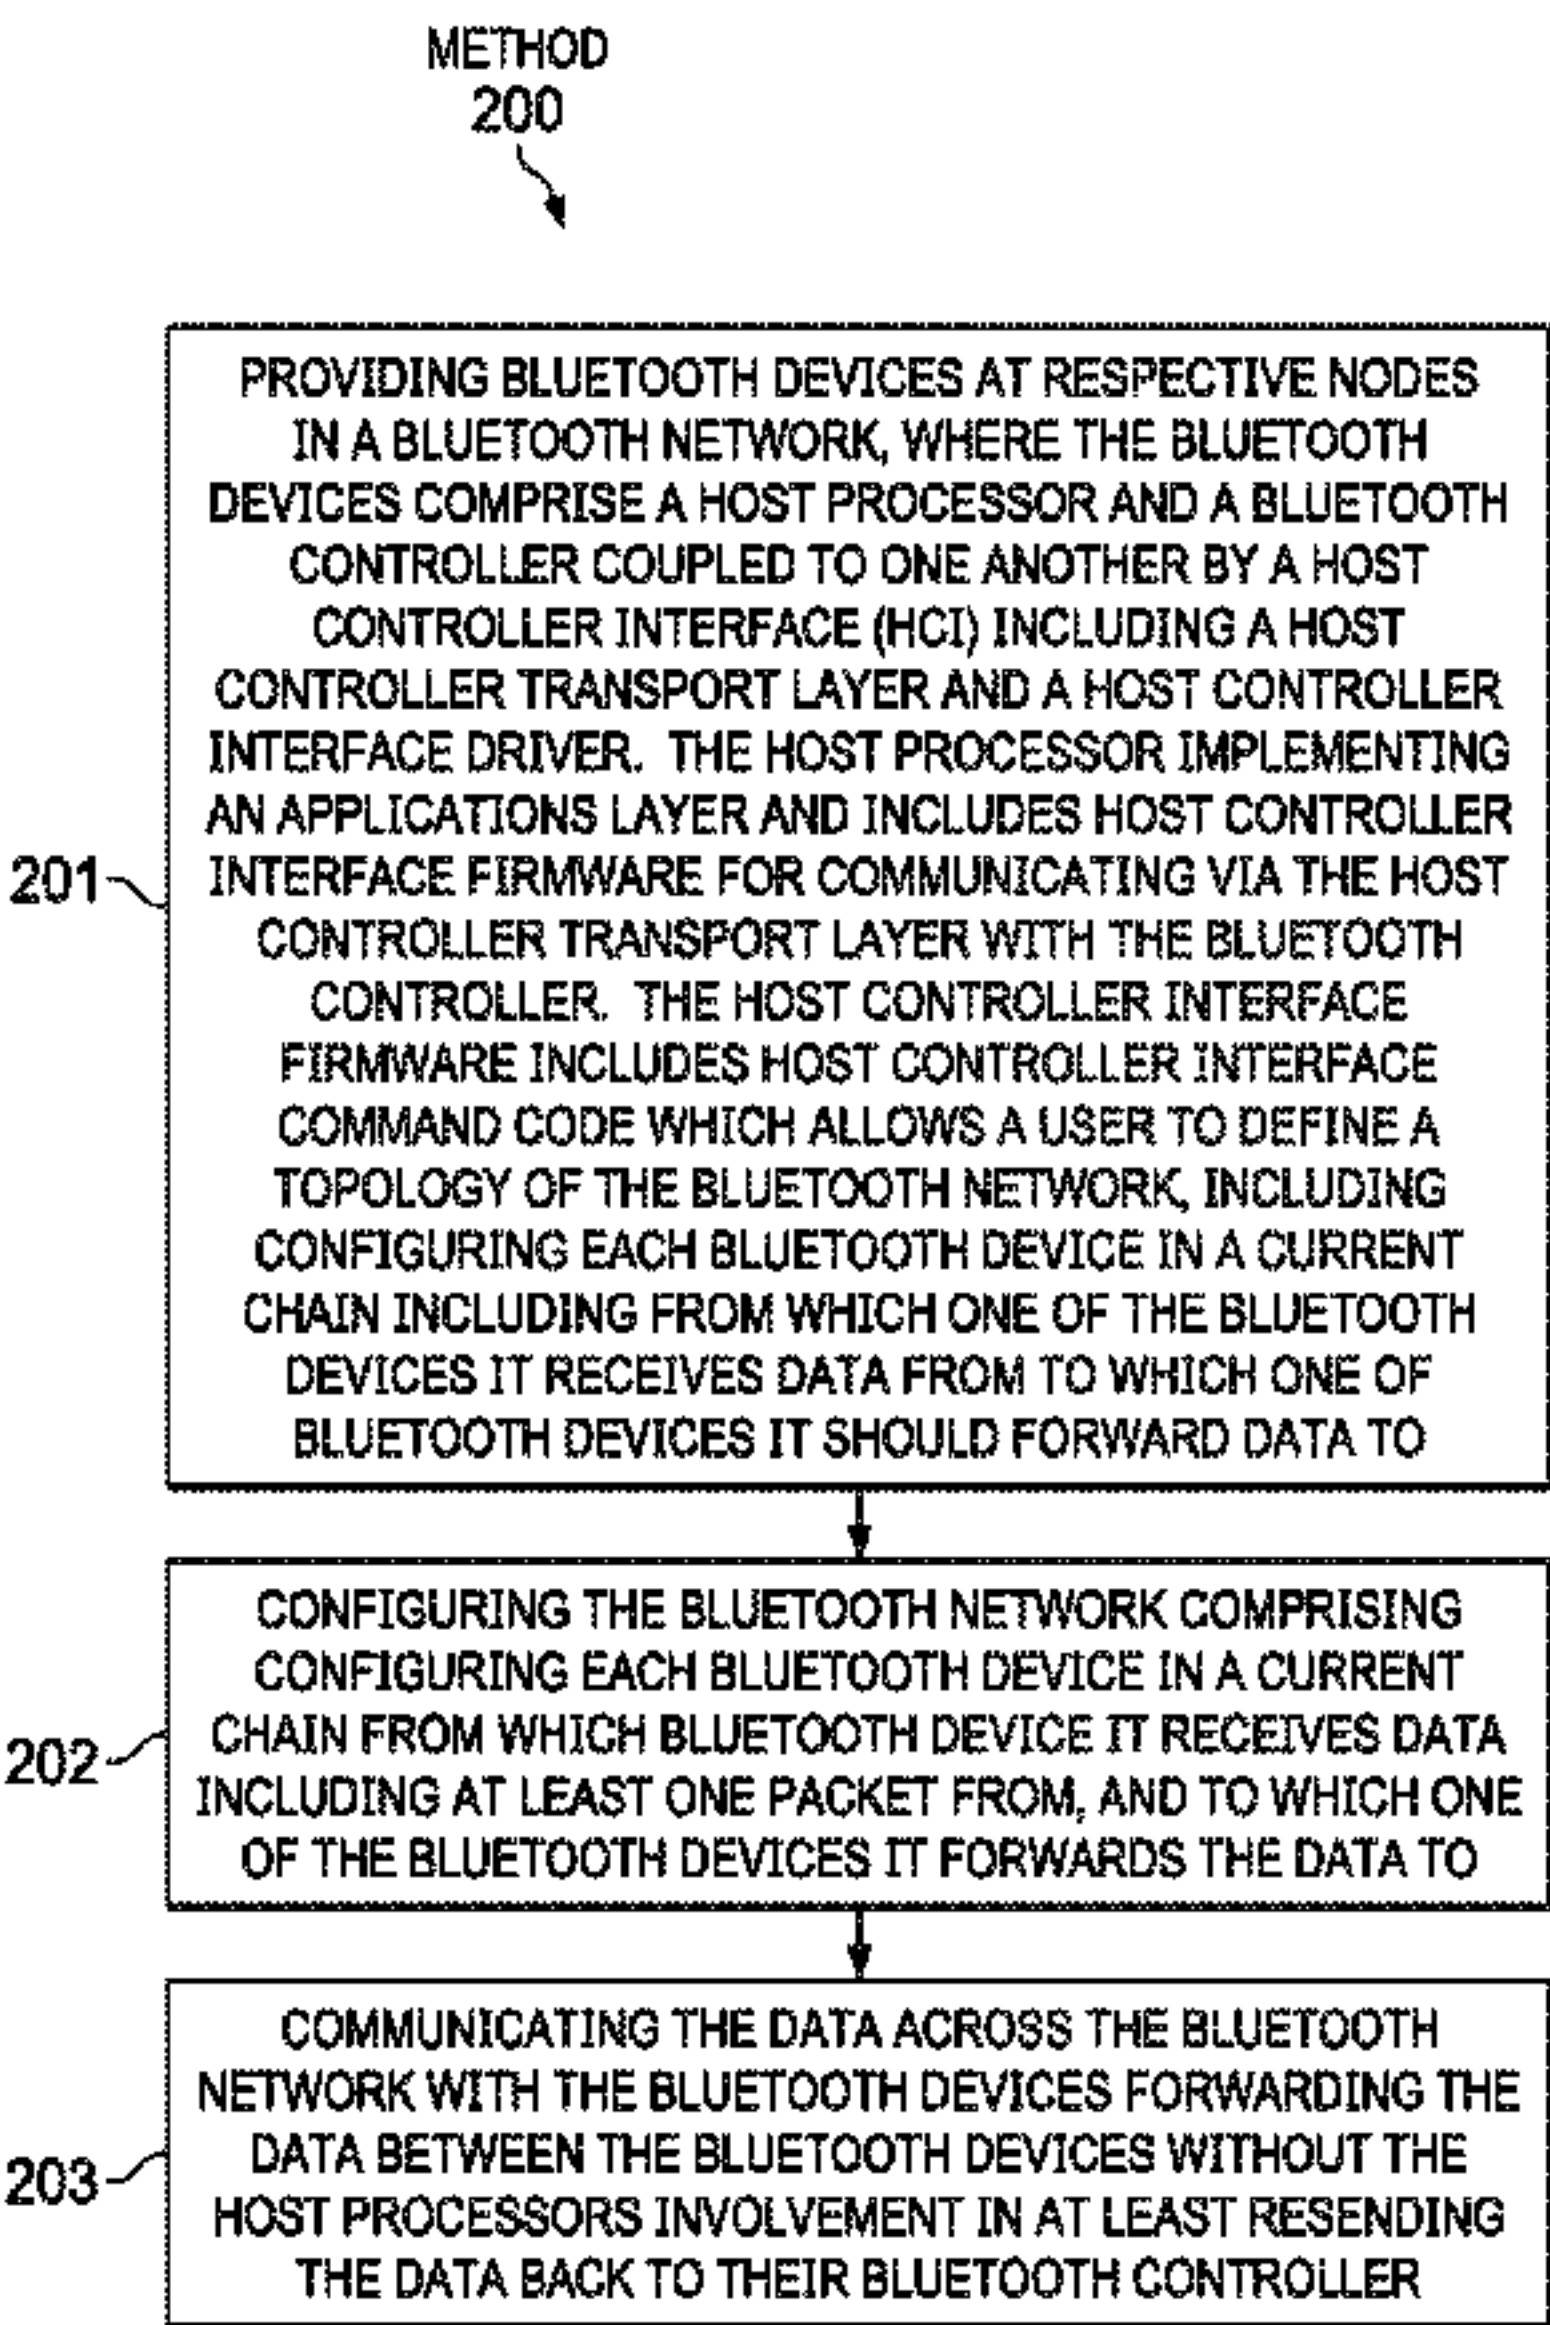 METHOD
200
PROVIDING BLUETOOTH DEVICES AT RESPECTIVE NODES
IN A BLUETOOTH NETWORK, WHERE THE BLUETOOTH
DEVICES COMPRISE A HOST PROCESSOR AND A BLUETOOTH
CONTROLLER COUPLED TO ONE ANOTHER BY A HOST
CONTROLLER INTERFACE (HCI) INCLUDING A HOST
CONTROLLER TRANSPORT LAYER AND A HOST CONTROLLER
INTERFACE DRIVER. THE HOST PROCESSOR IMPLEMENTING
AN APPLICATIONS LAYER AND INCLUDES HOST CONTROLLER
201
INTERFACE FIRMWARE FOR COMMUNICATING VIA THE HOST
CONTROLLER TRANSPORT LAYER WITH THE BLUETOOTH
CONTROLLER. THE HOST CONTROLLER INTERFACE
FIRMWARE INCLUDES HOST CONTROLLER INTERFACE
COMMAND CODE WHICH ALLOWS A USER TO DEFINE A
TOPOLOGY OF THE BLUETOOTH NETWORK, INCLUDING
CONFIGURING EACH BLUETOOTH DEVICE IN A CURRENT
CHAIN INCLUDING FROM WHICH ONE OF THE BLUETOOTH
DEVICES IT RECEIVES DATA FROM TO WHICH ONE OF
BLUETOOTH DEVICES IT SHOULD FORWARD DATA TO
CONFIGURING THE BLUETOOTH NETWORK COMPRISING
CONFIGURING EACH BLUETOOTH DEVICE IN A CURRENT
CHAIN FROM WHICH BLUETOOTH DEVICE IT RECEIVES DATA
202
INCLUDING AT LEAST ONE PACKET FROM, AND TO WHICH ONE
OF THE BLUETOOTH DEVICES IT FORWARDS THE DATA TO
COMMUNICATING THE DATA ACROSS THE BLUETOOTH
NETWORK WITH THE BLUETOOTH DEVICES FORWARDING THE
DATA BETWEEN THE BLUETOOTH DEVICES WITHOUT THE
203
HOST PROCESSORS INVOLVEMENT IN AT LEAST RESENDING
THE DATA BACK TO THEIR BLUETOOTH CONTROLLER